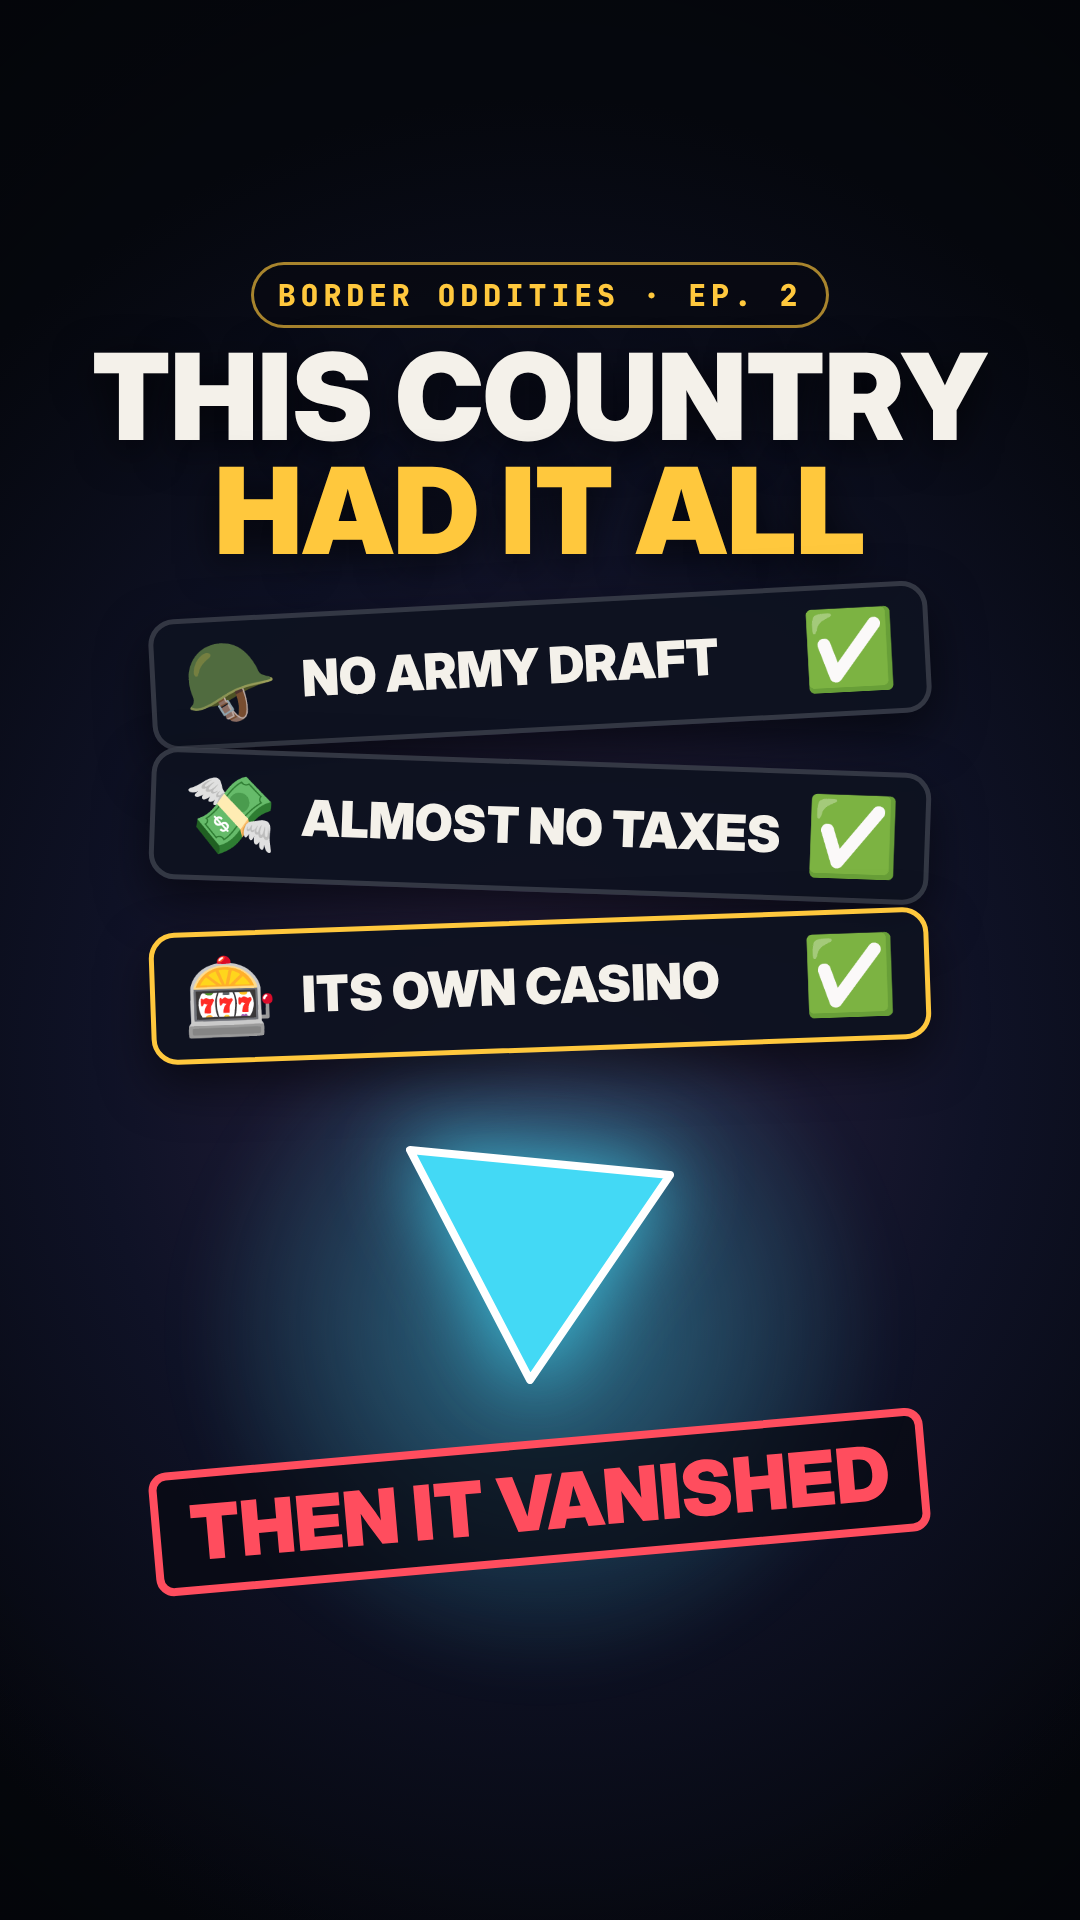 BORDER ODDITIES · EP. 2
THIS COUNTRY
HAD IT ALL
NO ARMY DRAFT
ALMOST NO TAXES
777
ITS OWN CASINO
THEN IT VANISHED